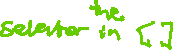 selector in the []